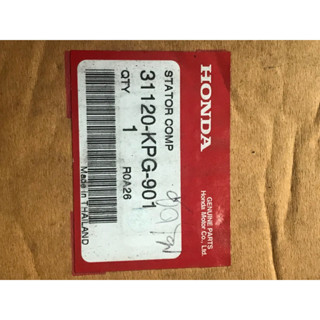 HONDA
GENUINE PARTS
Honda Motor Co., Ltd.
STATOR COMP
31120-KPG-901
QTY 1
R0A26
Made in THAILAND